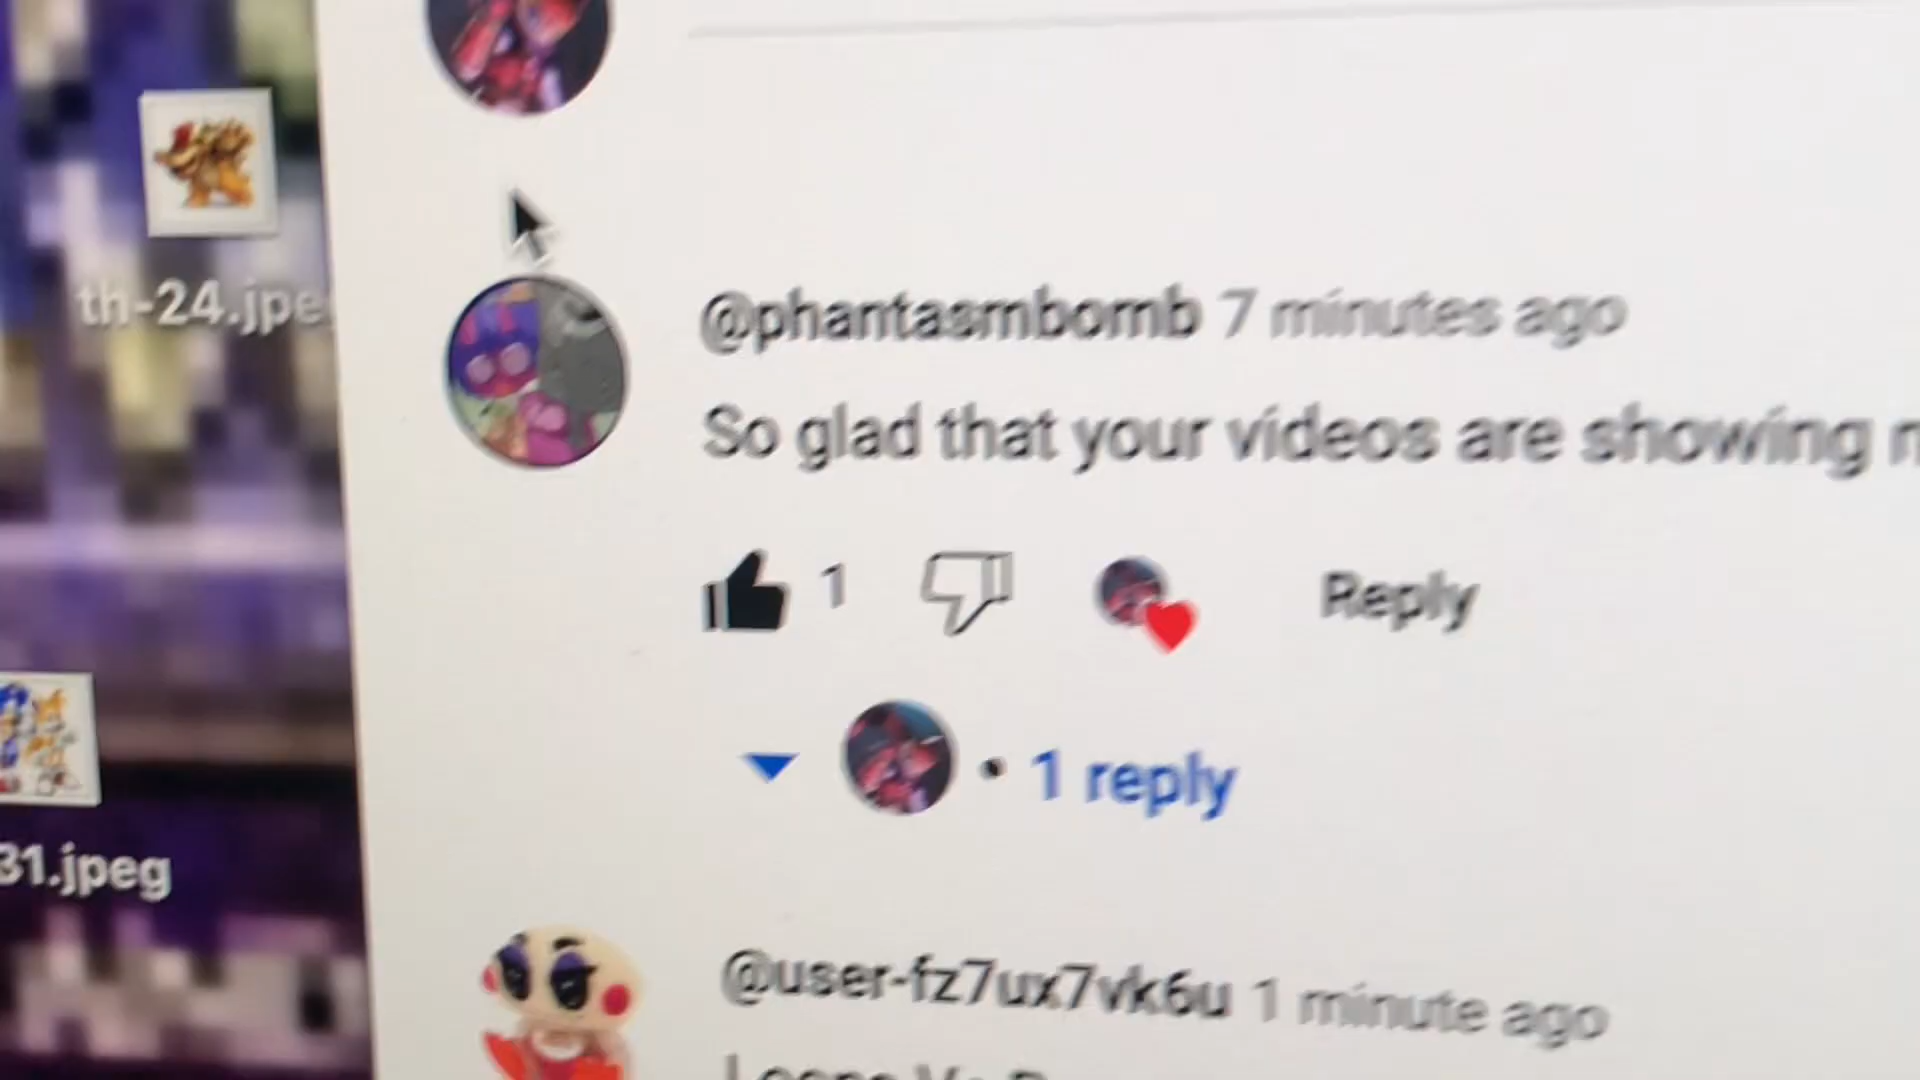 th-24.jpe
@phantasmbomb 7 minutes ago
So glad that your videos are showing
1
Reply
• 1 reply
31.jpeg
@user-fz7ux7vk6u 1 minute ago